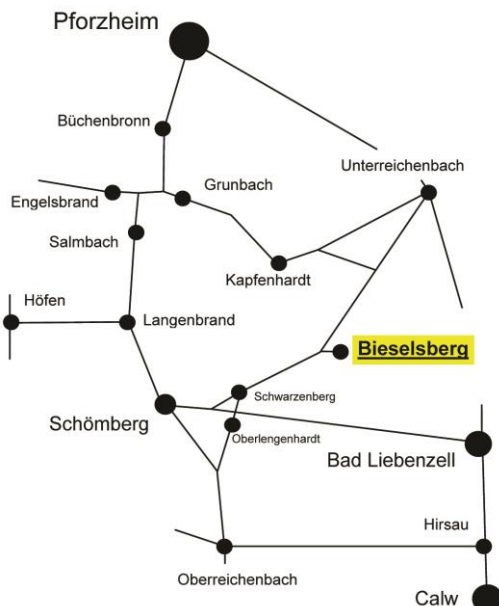 Pforzheim
Büchenbronn
Unterreichenbach
Engelsbrand
Grunbach
Salmbach
Kapfenhardt
Höfen
Langenbrand
Bieselsberg
Schwarzenberg
Schömberg
Oberlengenhardt
Bad Liebenzell
Hirsau
Oberreichenbach
Calw